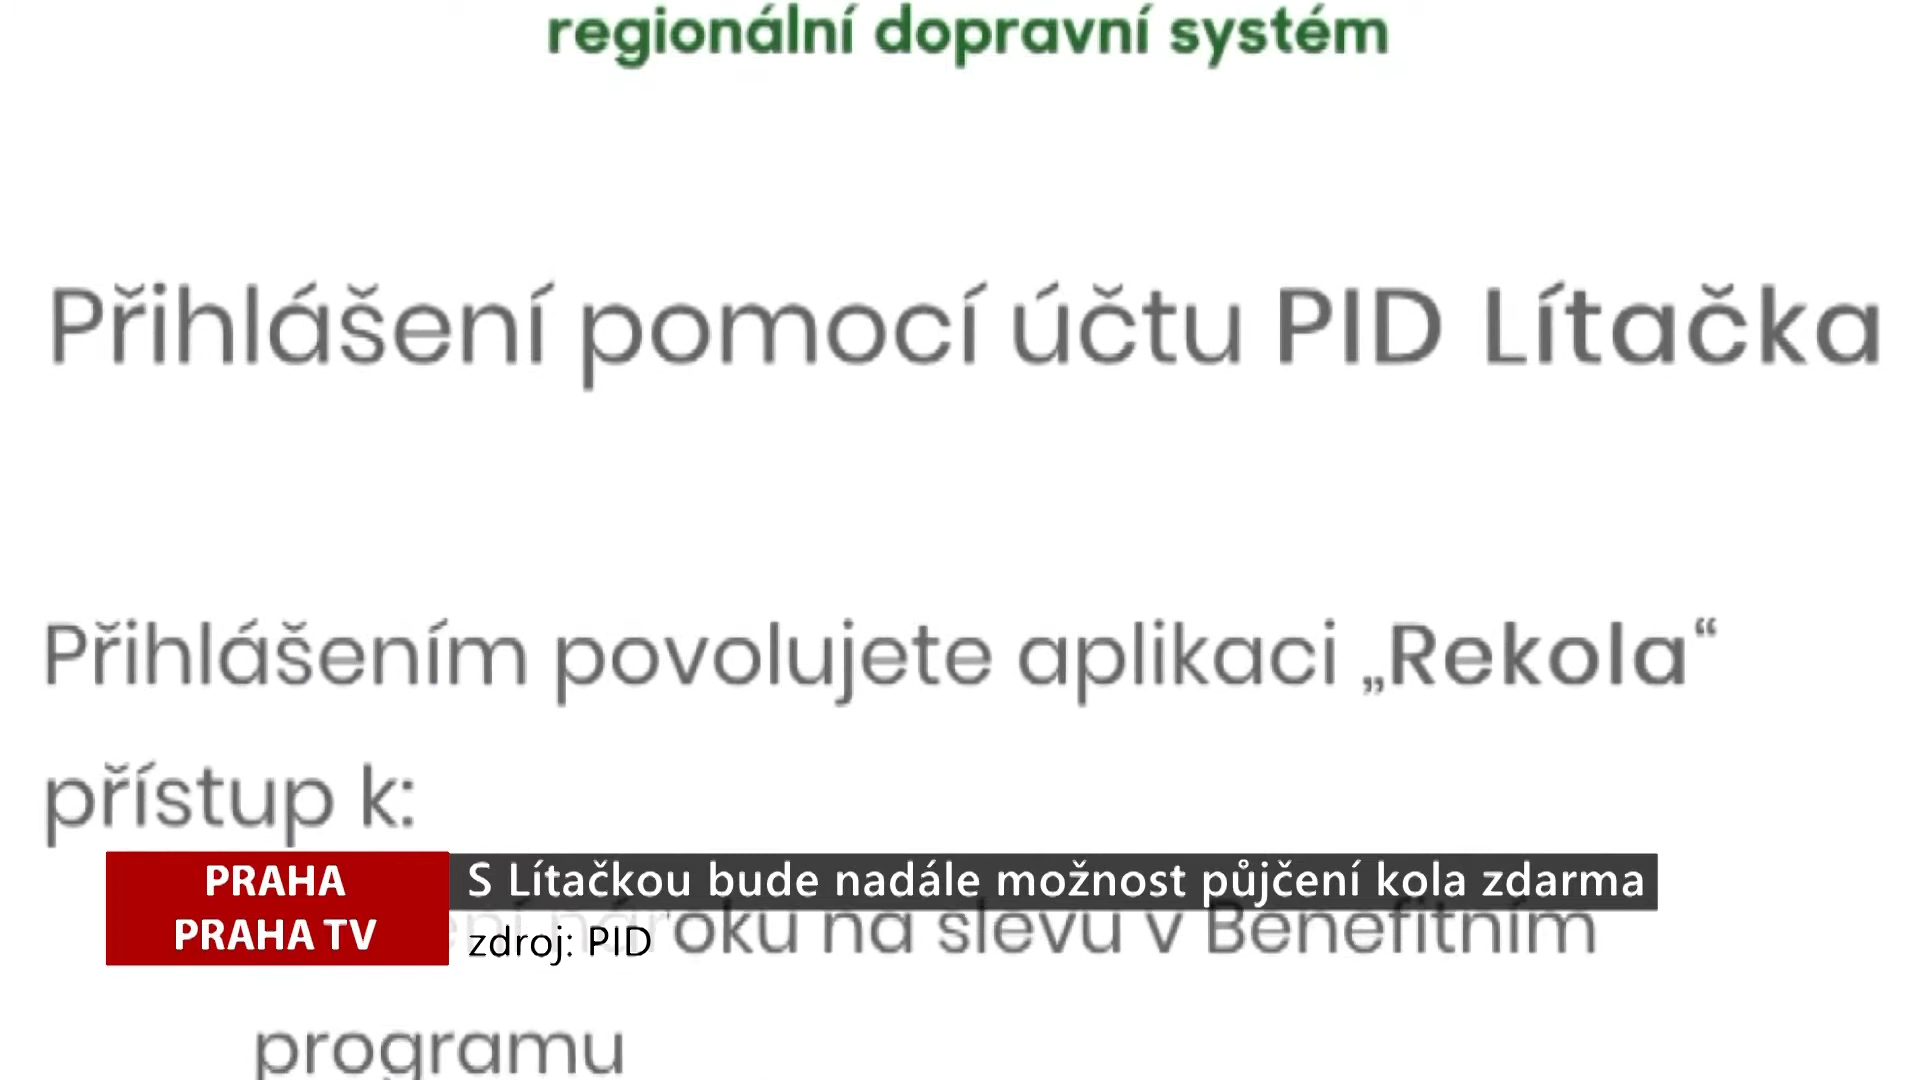 regionální dopravní systém
Přihlášení pomocí účtu PID Lítačka
Přihlášením povolujete aplikaci „Rekola“
přístup k:
PRAHA
PRAHA TV
S Lítačkou bude nadále možnost půjčení kola zdarma
zdroj: PID
nároku na slevu v Benefitním
programu